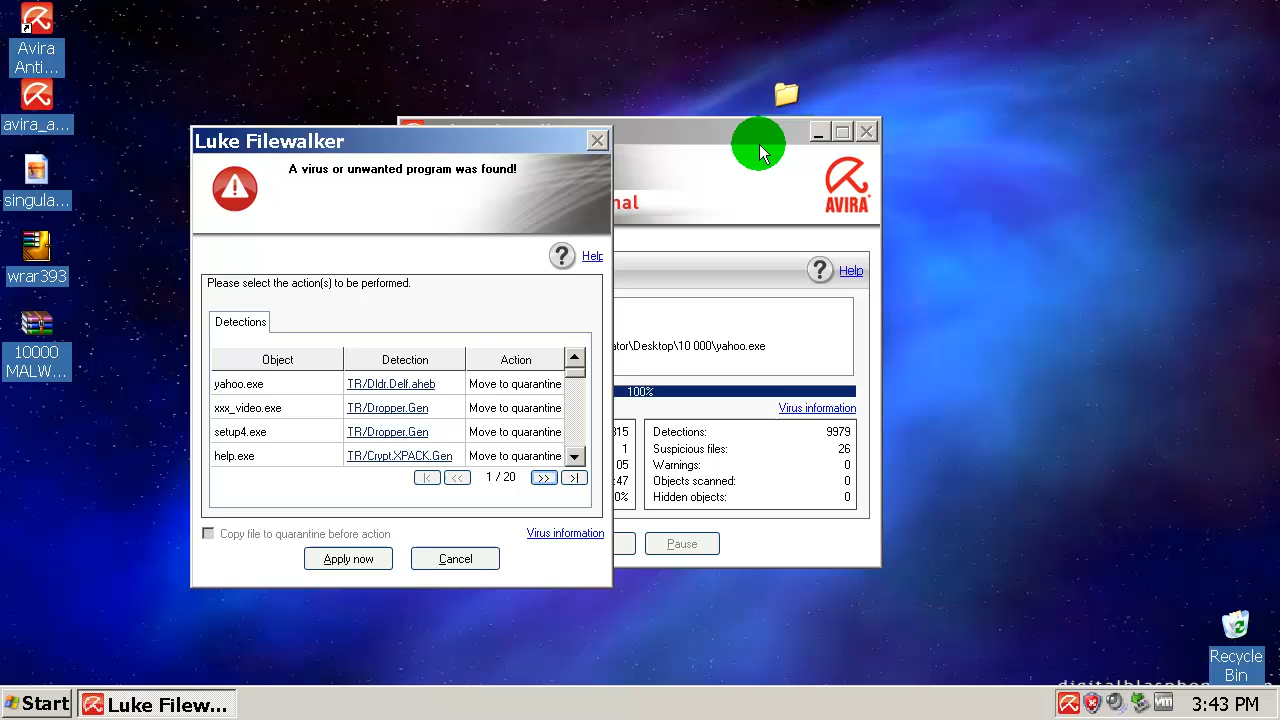 Avira
Anti...
avira_a...
singula...
wrar393
10000
MALW...
Luke Filewalker
A virus or unwanted program was found!
Help
Please select the action(s) to be performed.
Detections
Object Detection Action
yahoo.exe TR/Dldr.Delf.aheb Move to quarantine
xxx_video.exe TR/Dropper.Gen Move to quarantine
setup4.exe TR/Dropper.Gen Move to quarantine
help.exe TR/Crypt.XPACK.Gen Move to quarantine
|< << 1 / 20 >> >|
Copy file to quarantine before action
Virus information
Apply now Cancel
AVIRA
Help
\Desktop\10 000\yahoo.exe
100%
Virus information
Detections: 9979
Suspicious files: 26
Warnings: 0
Objects scanned: 0
Hidden objects: 0
1
05
Pause
Recycle
Bin
Start
Luke Filew...
vm
3:43 PM